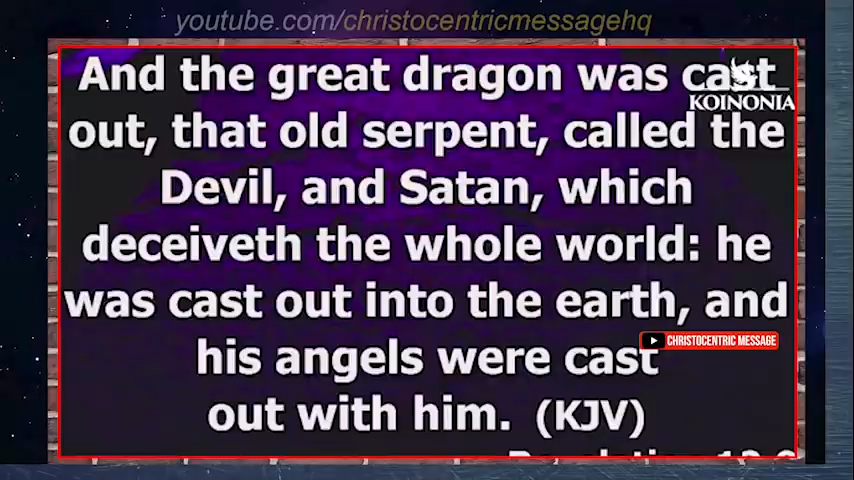 youtube.com/christocentricmessagehq
And the great dragon was cast
KOINONIA
out, that old serpent, called the
Devil, and Satan, which
deceiveth the whole world: he
was cast out into the earth, and
CHRISTOCENTRIC MESSAGE
his angels were cast
out with him. (KJV)